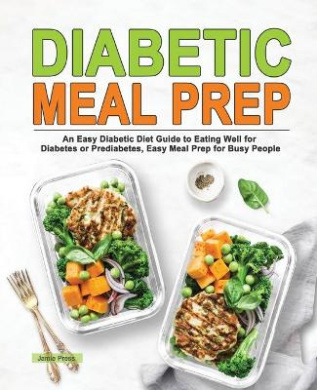 DIABETIC
MEAL PREP
An Easy Diabetic Diet Guide to Eating Well for
Diabetes or Prediabetes, Easy Meal Prep for Busy People
Jamie Press